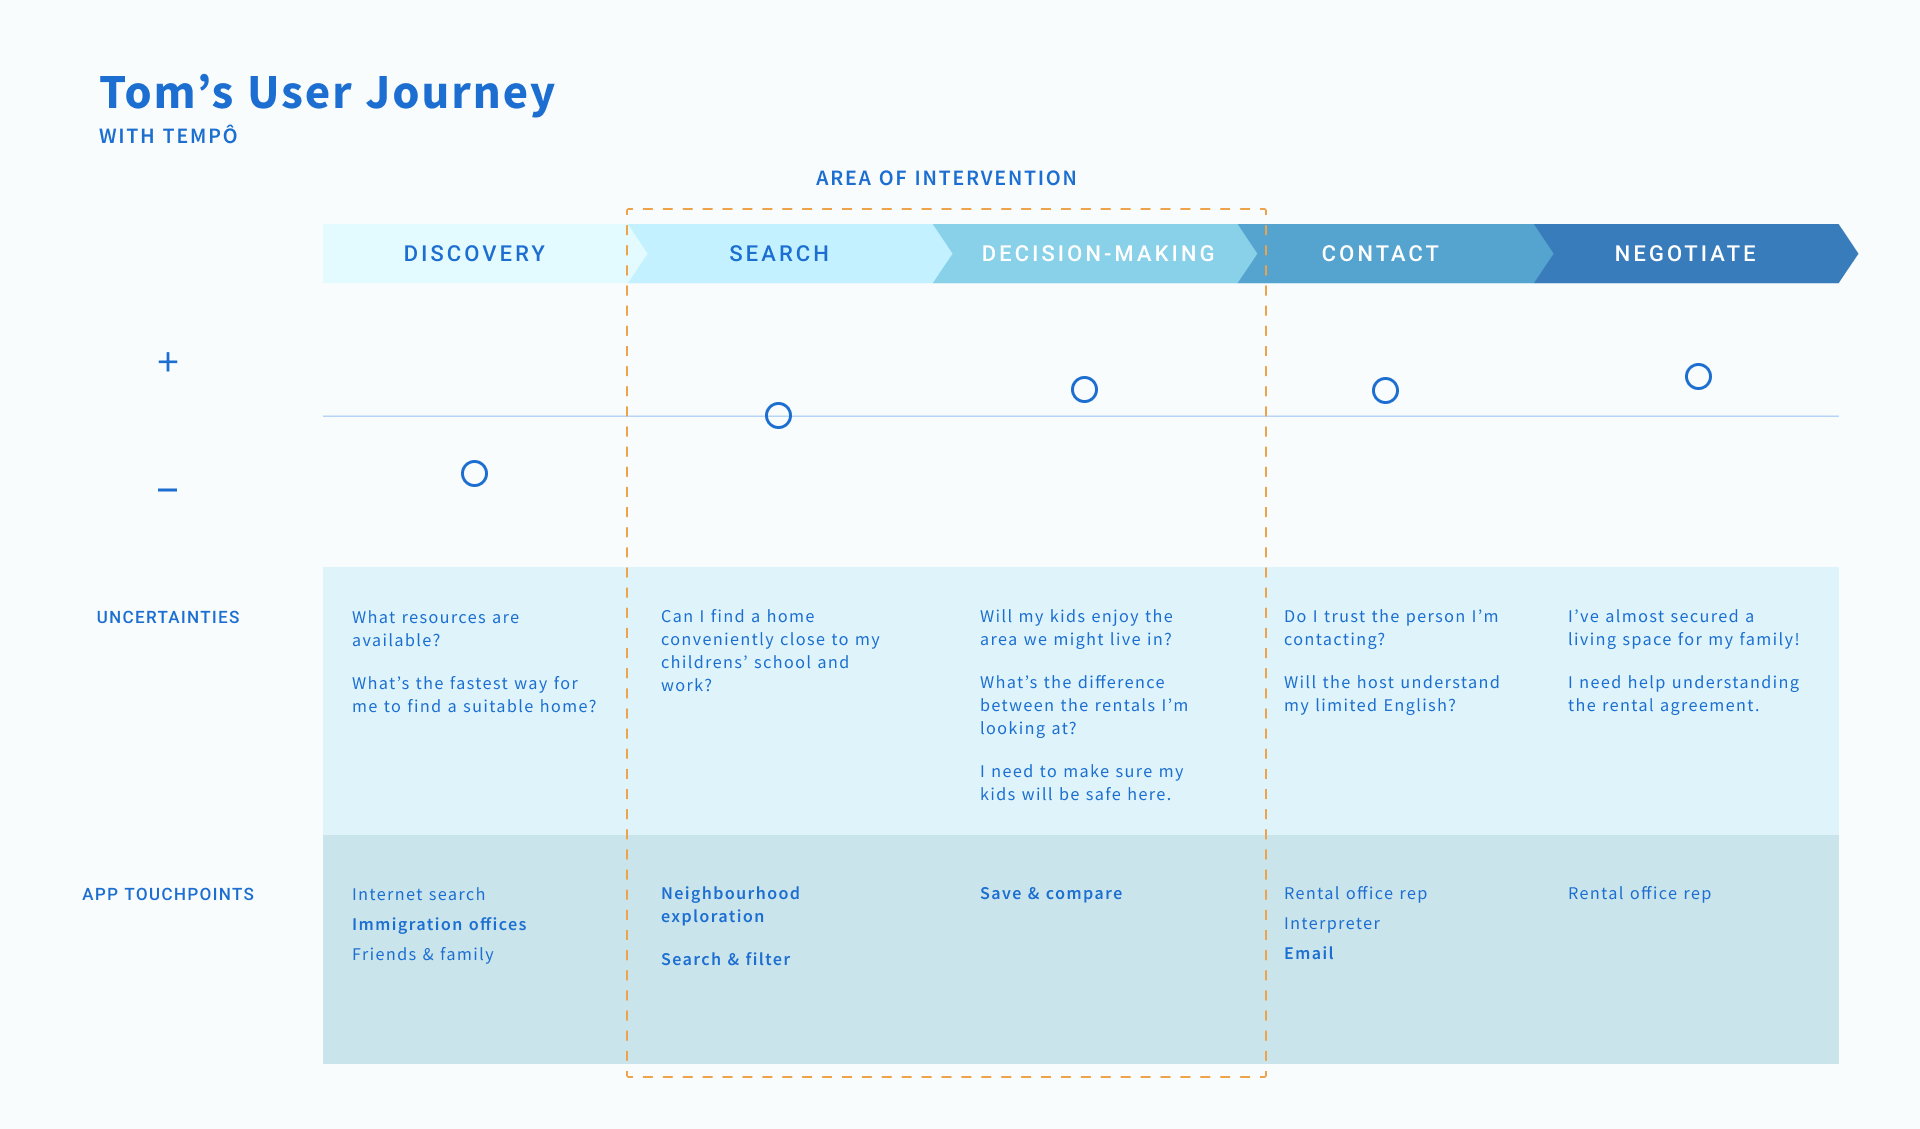 Tom’s User Journey
WITH TEMPÔ
AREA OF INTERVENTION
DISCOVERY
SEARCH
DECISION-MAKING
CONTACT
NEGOTIATE
+
–
UNCERTAINTIES
What resources are
available?
What’s the fastest way for
me to find a suitable home?
Can I find a home
conveniently close to my
childrens’ school and
work?
Will my kids enjoy the
area we might live in?
What’s the difference
between the rentals I’m
looking at?
I need to make sure my
kids will be safe here.
Do I trust the person I’m
contacting?
Will the host understand
my limited English?
I’ve almost secured a
living space for my family!
I need help understanding
the rental agreement.
APP TOUCHPOINTS
Internet search
Immigration offices
Friends & family
Neighbourhood
exploration
Search & filter
Save & compare
Rental office rep
Interpreter
Email
Rental office rep